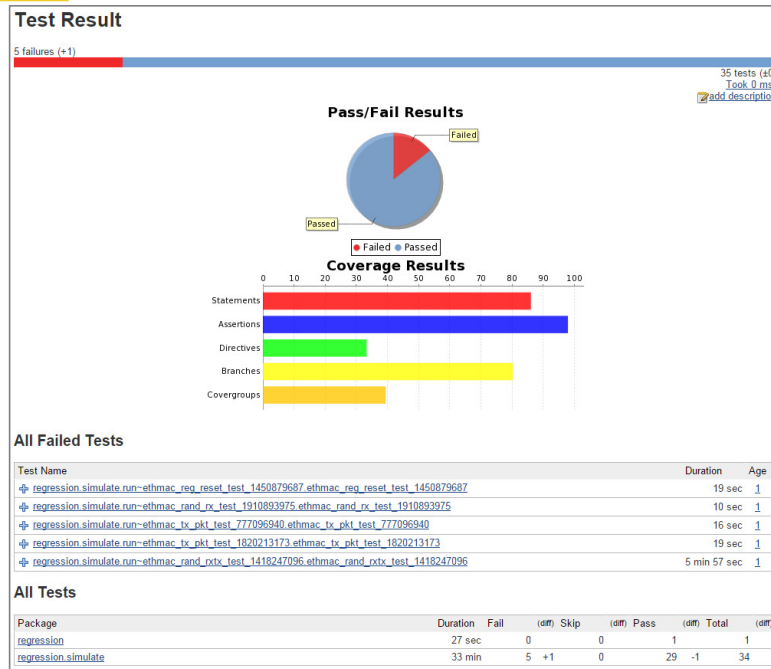 Test Result
5 failures (+1)
35 tests (±0
Took 0 ms
add descriptio
Pass/Fail Results
Failed
Passed
Failed Passed
Coverage Results
0 10 20 30 40 50 60 70 80 90 100
Statements
Assertions
Directives
Branches
Covergroups
All Failed Tests
Test Name Duration Age
regression.simulate.run~ethmac_reg_reset_test_1450879687.ethmac_reg_reset_test_1450879687 19 sec 1
regression.simulate.run~ethmac_rand_rx_test_1910893975.ethmac_rand_rx_test_1910893975 10 sec 1
regression.simulate.run~ethmac_tx_pkt_test_777096940.ethmac_tx_pkt_test_777096940 16 sec 1
regression.simulate.run~ethmac_tx_pkt_test_1820213173.ethmac_tx_pkt_test_1820213173 19 sec 1
regression.simulate.run~ethmac_rand_rxtx_test_1418247096.ethmac_rand_rxtx_test_1418247096 5 min 57 sec 1
All Tests
Package Duration Fail (diff) Skip (diff) Pass (diff) Total (diff)
regression 27 sec 0 0 1 1
regression.simulate 33 min 5 +1 0 29 -1 34